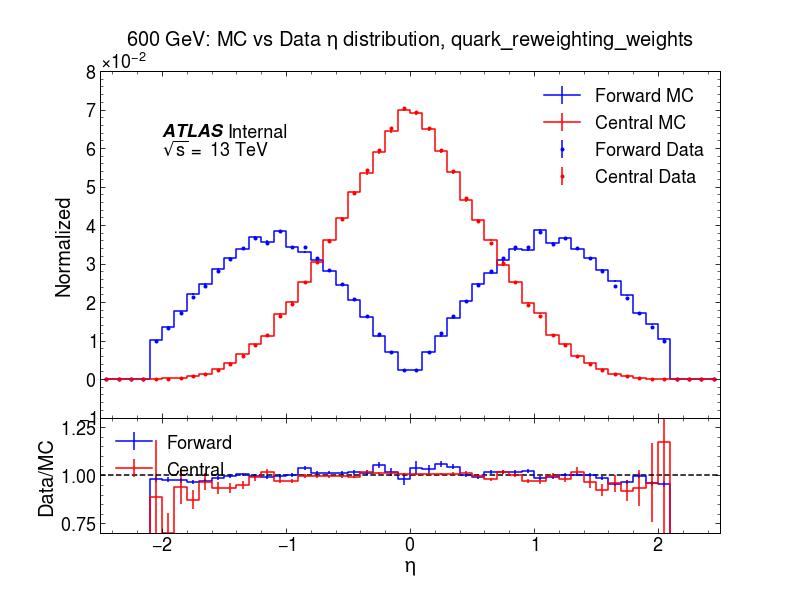 600 GeV: MC vs Data η distribution, quark_reweighting_weights
×10⁻²
8
7
6
5
4
3
2
1
0
−1
Normalized
ATLAS Internal
√s = 13 TeV
Forward MC
Central MC
Forward Data
Central Data
1.25
1.00
0.75
Data/MC
Forward
Central
−2
−1
0
1
2
η